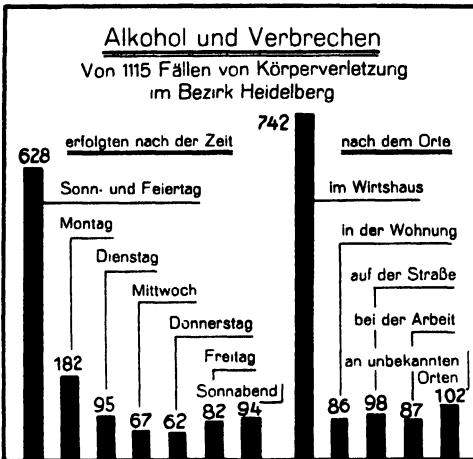 Alkohol und Verbrechen
Von 1115 Fällen von Körperverletzung
im Bezirk Heidelberg
erfolgten nach der Zeit
628
Sonn- und Feiertag
Montag
Dienstag
Mittwoch
Donnerstag
Freitag
Sonnabend
182
95
67
62
82
94
742
nach dem Orte
im Wirtshaus
in der Wohnung
auf der Straße
bei der Arbeit
an unbekannten
Orten
86
98
87
102